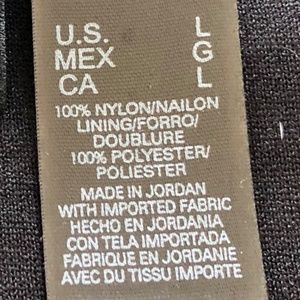 U.S. L
MEX G
CA L
100% NYLON/NAILON
LINING/FORRO/
DOUBLURE
100% POLYESTER/
POLIESTER
MADE IN JORDAN
WITH IMPORTED FABRIC
HECHO EN JORDANIA
CON TELA IMPORTADA
FABRIQUE EN JORDANIE
AVEC DU TISSU IMPORTE